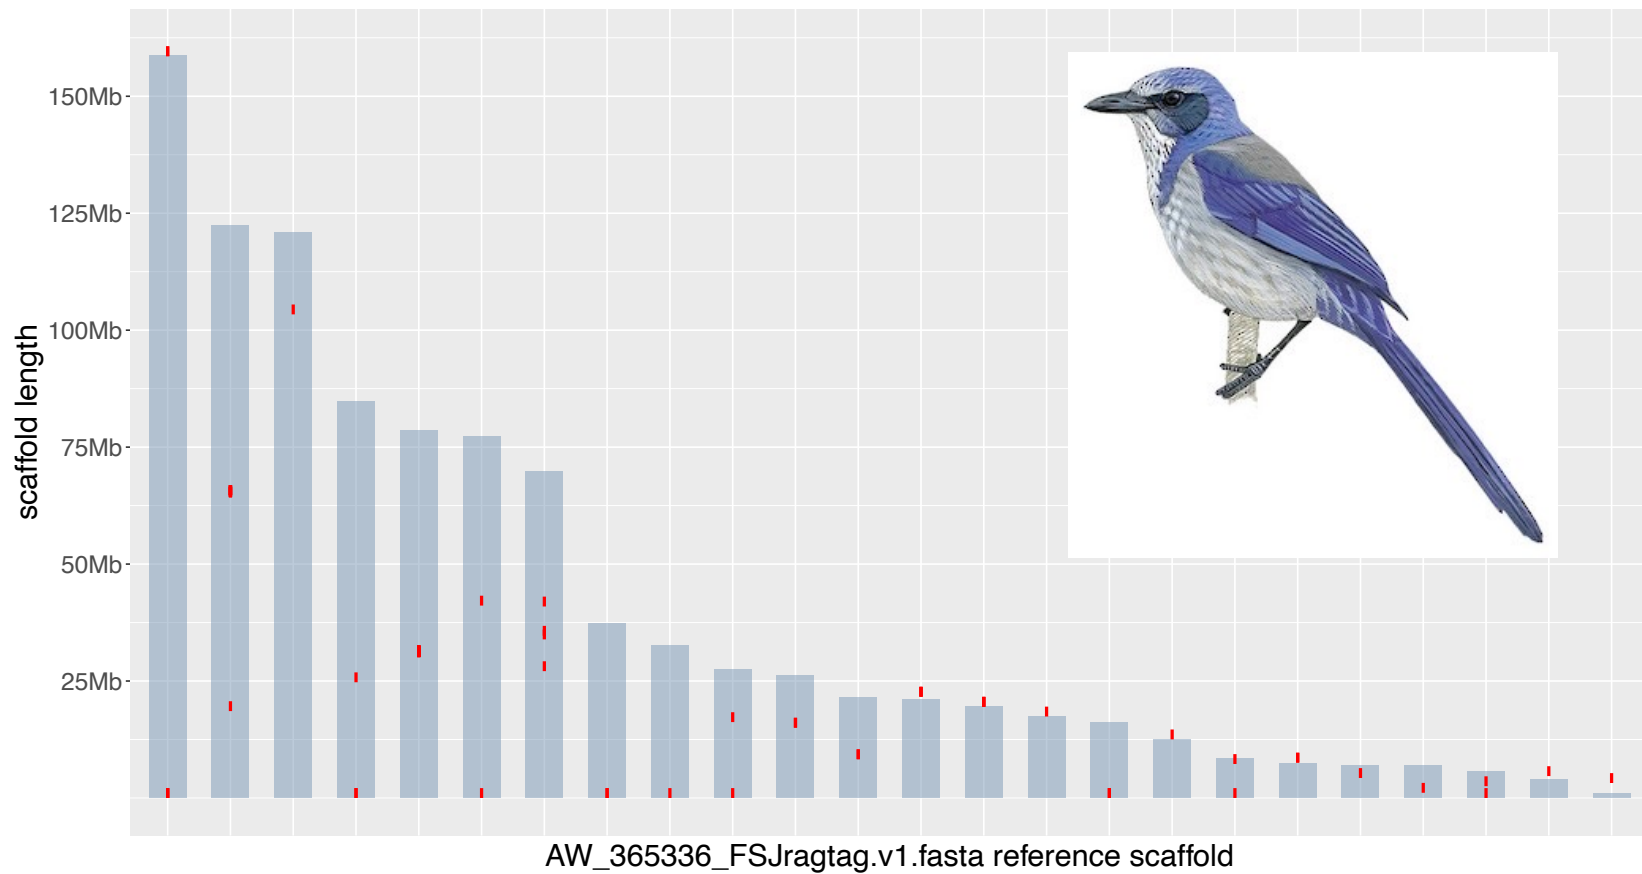 150Mb
125Mb
100Mb
75Mb
50Mb
25Mb
scaffold length
AW_365336_FSJragtag.v1.fasta reference scaffold